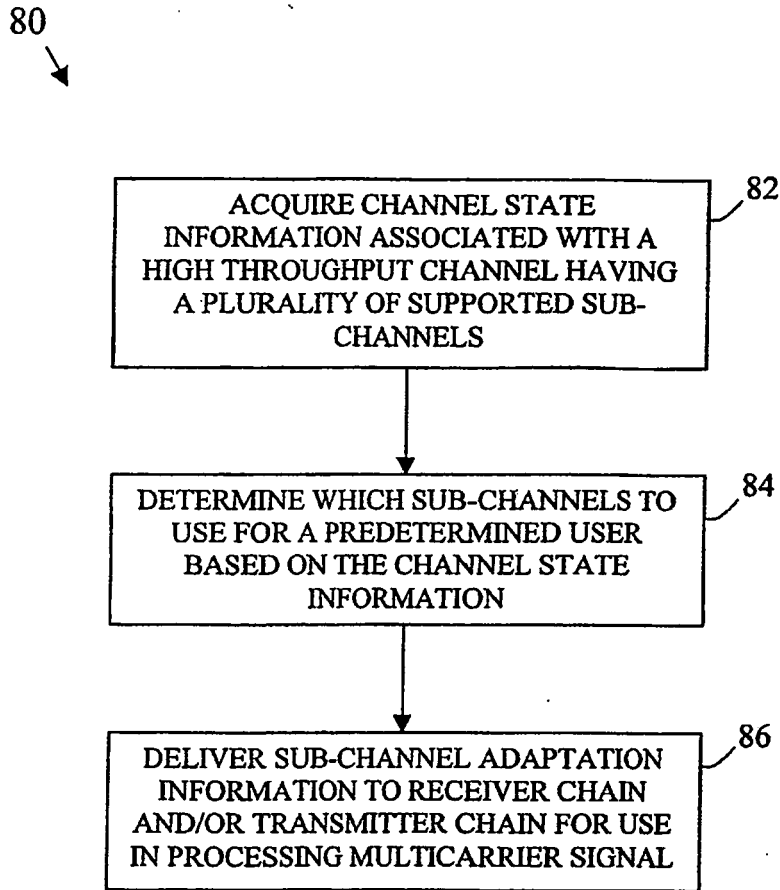 80
82
ACQUIRE CHANNEL STATE
INFORMATION ASSOCIATED WITH A
HIGH THROUGHPUT CHANNEL HAVING
A PLURALITY OF SUPPORTED SUB-
CHANNELS
84
DETERMINE WHICH SUB-CHANNELS TO
USE FOR A PREDETERMINED USER
BASED ON THE CHANNEL STATE
INFORMATION
86
DELIVER SUB-CHANNEL ADAPTATION
INFORMATION TO RECEIVER CHAIN
AND/OR TRANSMITTER CHAIN FOR USE
IN PROCESSING MULTICARRIER SIGNAL